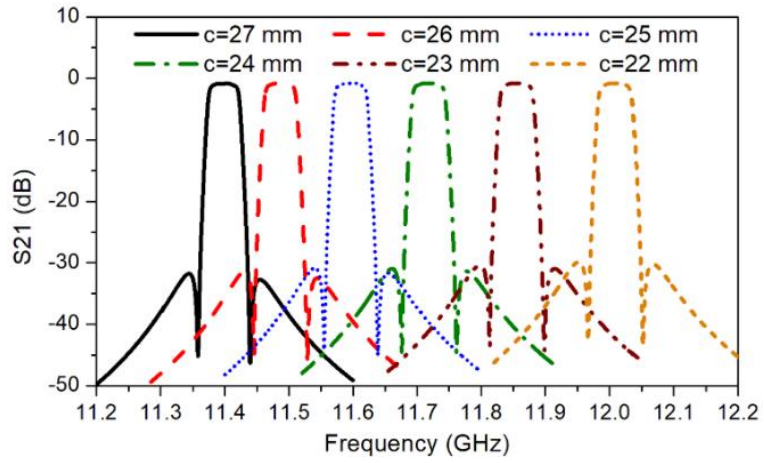 10
c=27 mm c=26 mm c=25 mm
0
c=24 mm c=23 mm c=22 mm
-10
-20
-30
-40
-50
S21 (dB)
11.2 11.3 11.4 11.5 11.6 11.7 11.8 11.9 12.0 12.1 12.2
Frequency (GHz)